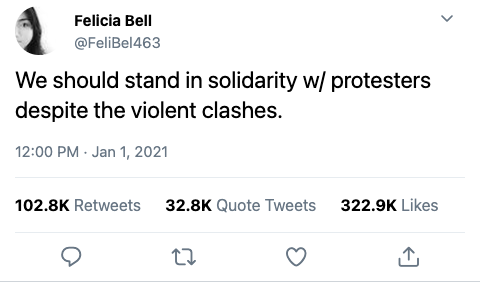 Felicia Bell
@FeliBel463
We should stand in solidarity w/ protesters
despite the violent clashes.
12:00 PM · Jan 1, 2021
102.8K Retweets 32.8K Quote Tweets 322.9K Likes